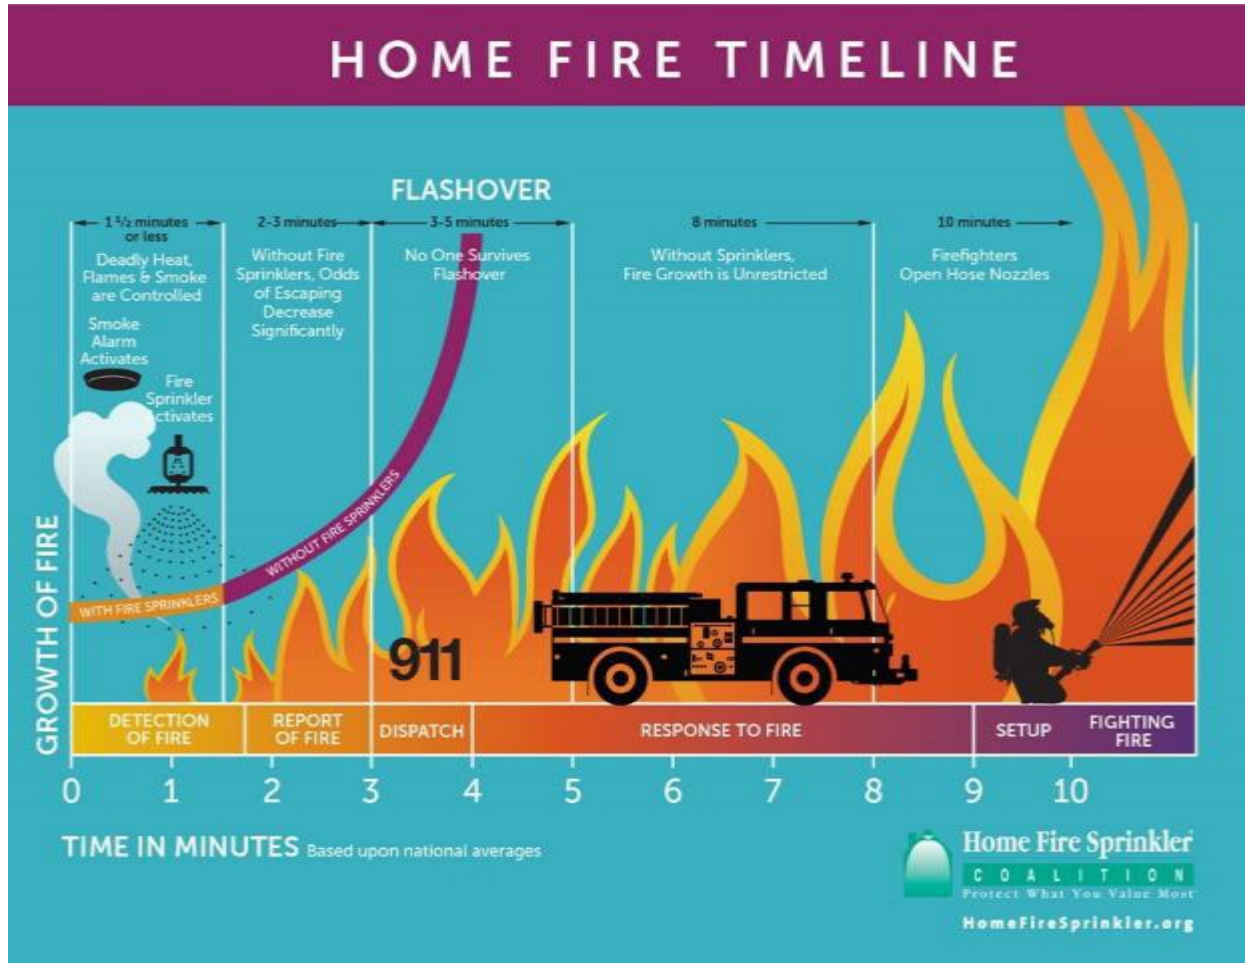 HOME FIRE TIMELINE
FLASHOVER
1 1/2 minutes
or less
Deadly Heat,
Flames & Smoke
are Controlled
Smoke
Alarm
Activates
Fire
Sprinkler
Activates
2-3 minutes
Without Fire
Sprinklers, Odds
of Escaping
Decrease
Significantly
3-5 minutes
No One Survives
Flashover
8 minutes
Without Sprinklers,
Fire Growth is Unrestricted
10 minutes
Firefighters
Open Hose Nozzles
WITH FIRE SPRINKLERS
WITHOUT FIRE SPRINKLERS
911
GROWTH OF FIRE
DETECTION
OF FIRE
REPORT
OF FIRE
DISPATCH
RESPONSE TO FIRE
SETUP
FIGHTING
FIRE
0 1 2 3 4 5 6 7 8 9 10
TIME IN MINUTES Based upon national averages
Home Fire Sprinkler
COALITION
Protect What You Value Most
HomeFireSprinkler.org